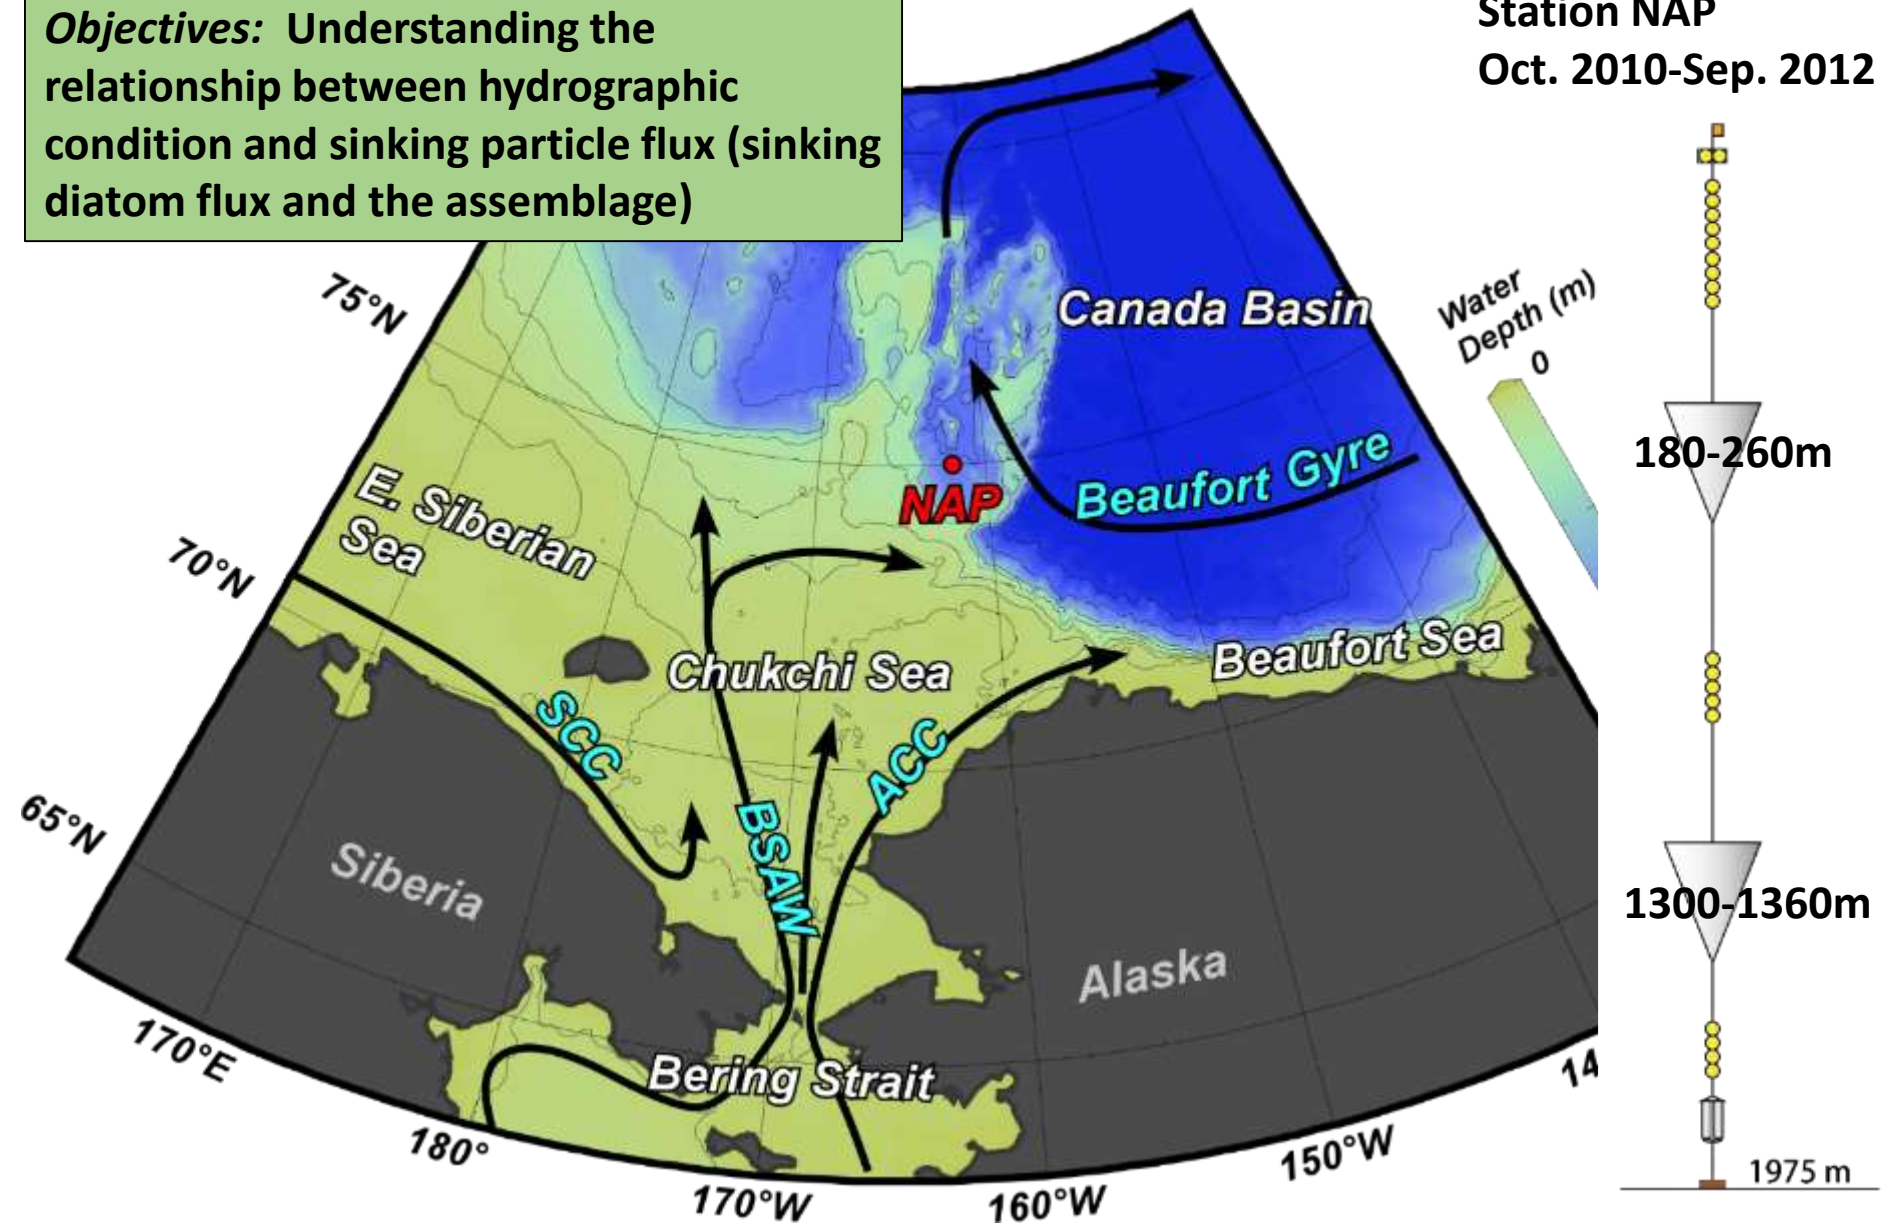 Objectives: Understanding the
relationship between hydrographic
condition and sinking particle flux (sinking
diatom flux and the assemblage)
Station NAP
Oct. 2010-Sep. 2012
75°N
Canada Basin
Water
Depth (m)
0
180-260m
Beaufort Gyre
NAP
E. Siberian
Sea
70°N
Chukchi Sea
Beaufort Sea
SCC
ACC
BSAW
65°N
Siberia
1300-1360m
Alaska
170°E
Bering Strait
14
180°
150°W
1975 m
170°W
160°W